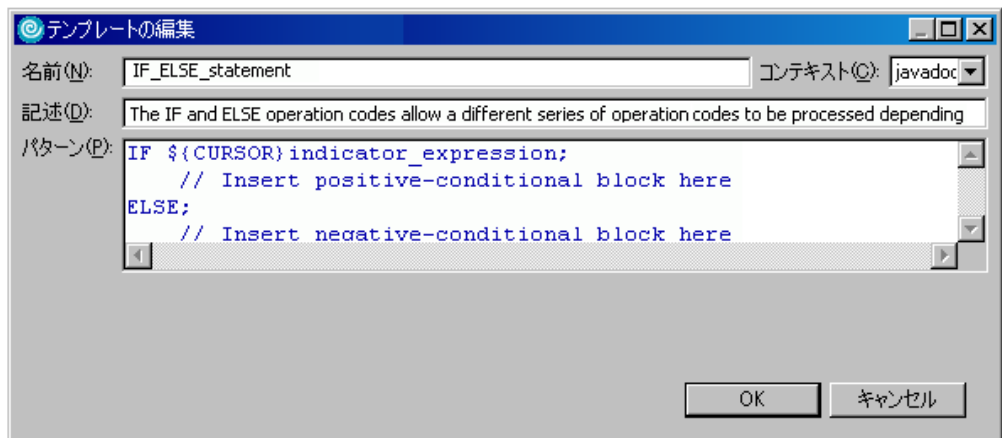 テンプレートの編集
名前(N): IF_ELSE_statement コンテキスト(C): javadoc
記述(D): The IF and ELSE operation codes allow a different series of operation codes to be processed depending
パターン(P): IF ${CURSOR}indicator_expression;
// Insert positive-conditional block here
ELSE;
// Insert negative-conditional block here
OK キャンセル